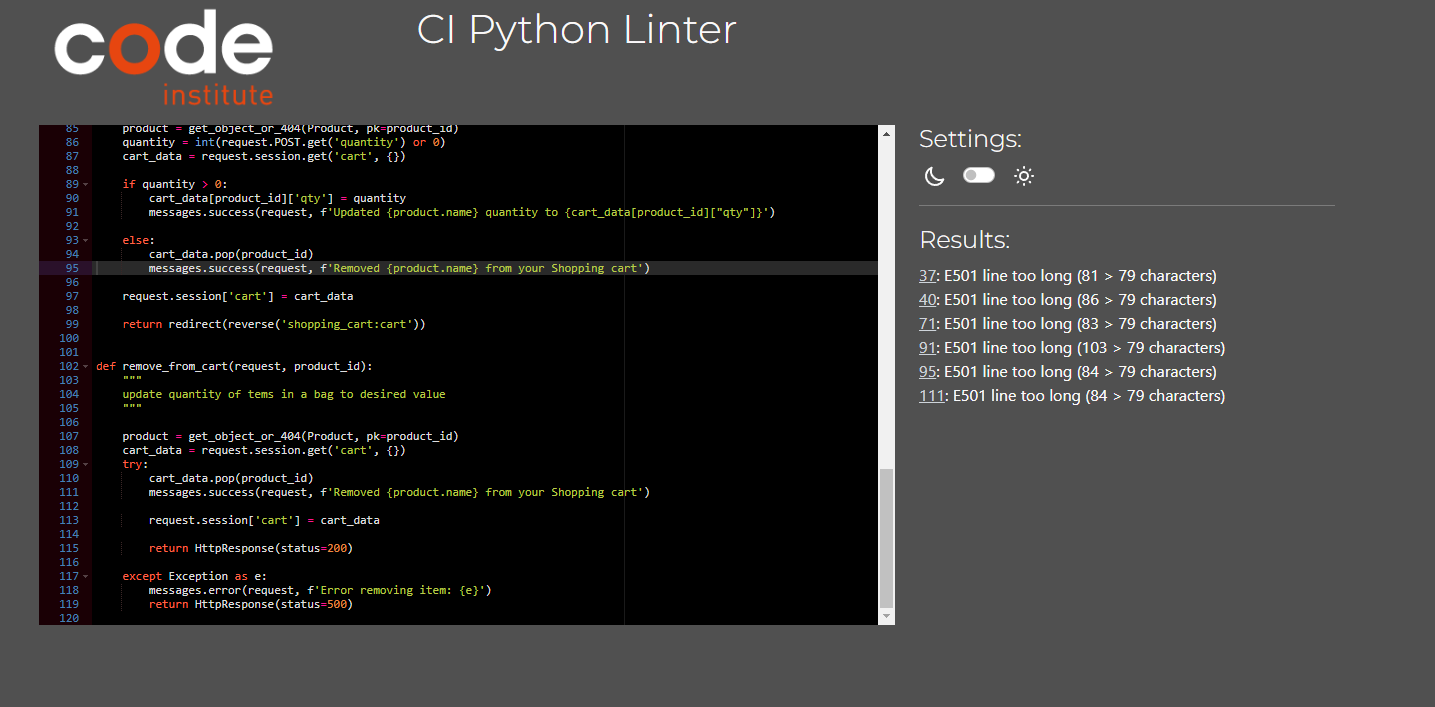 code
institute
CI Python Linter
85 product = get_object_or_404(Product, pk=product_id)
86 quantity = int(request.POST.get('quantity') or 0)
87 cart_data = request.session.get('cart', {})
88
89 if quantity > 0:
90 cart_data[product_id]['qty'] = quantity
91 messages.success(request, f'Updated {product.name} quantity to {cart_data[product_id]["qty"]}')
92
93 else:
94 cart_data.pop(product_id)
95 messages.success(request, f'Removed {product.name} from your Shopping cart')
96
97 request.session['cart'] = cart_data
98
99 return redirect(reverse('shopping_cart:cart'))
100
101
102 def remove_from_cart(request, product_id):
103 """
104 update quantity of tems in a bag to desired value
105 """
106
107 product = get_object_or_404(Product, pk=product_id)
108 cart_data = request.session.get('cart', {})
109 try:
110 cart_data.pop(product_id)
111 messages.success(request, f'Removed {product.name} from your Shopping cart')
112
113 request.session['cart'] = cart_data
114
115 return HttpResponse(status=200)
116
117 except Exception as e:
118 messages.error(request, f'Error removing item: {e}')
119 return HttpResponse(status=500)
120
Settings:
Results:
37: E501 line too long (81 > 79 characters)
40: E501 line too long (86 > 79 characters)
71: E501 line too long (83 > 79 characters)
91: E501 line too long (103 > 79 characters)
95: E501 line too long (84 > 79 characters)
111: E501 line too long (84 > 79 characters)